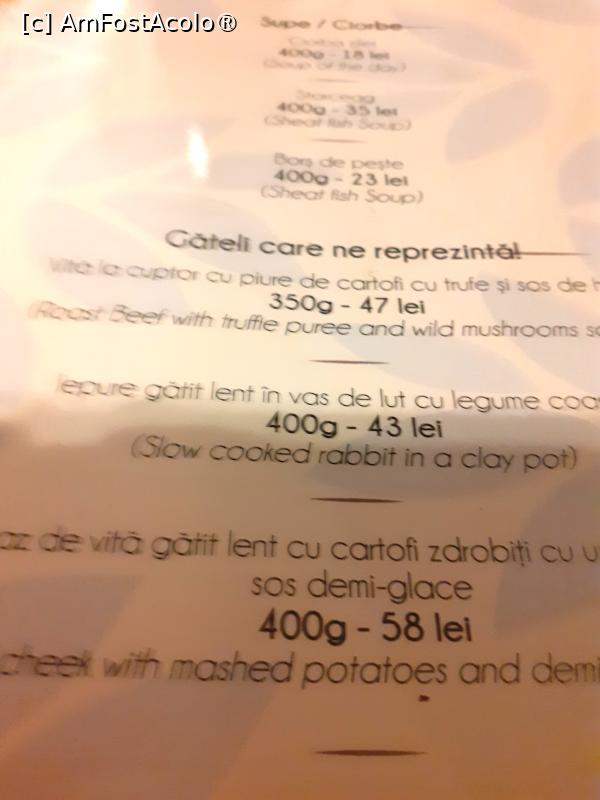 [c] AmFostAcolo®
Supe / Ciorbe
Ciorba zilei
400g - 18 lei
(Soup of the day)
Storceag
400g - 35 lei
(Sheat fish Soup)
Borș de pește
400g - 23 lei
(Sheat fish Soup)
Găteli care ne reprezintă!
Vită la cuptor cu piure de cartofi cu trufe și sos de
350g - 47 lei
(Roast Beef with truffle puree and wild mushrooms
Iepure gătit lent în vas de lut cu legume
400g - 43 lei
(Slow cooked rabbit in a clay pot)
de vită gătit lent cu cartofi zdrobiți cu
sos demi-glace
400g - 58 lei
cheek with mashed potatoes and demi